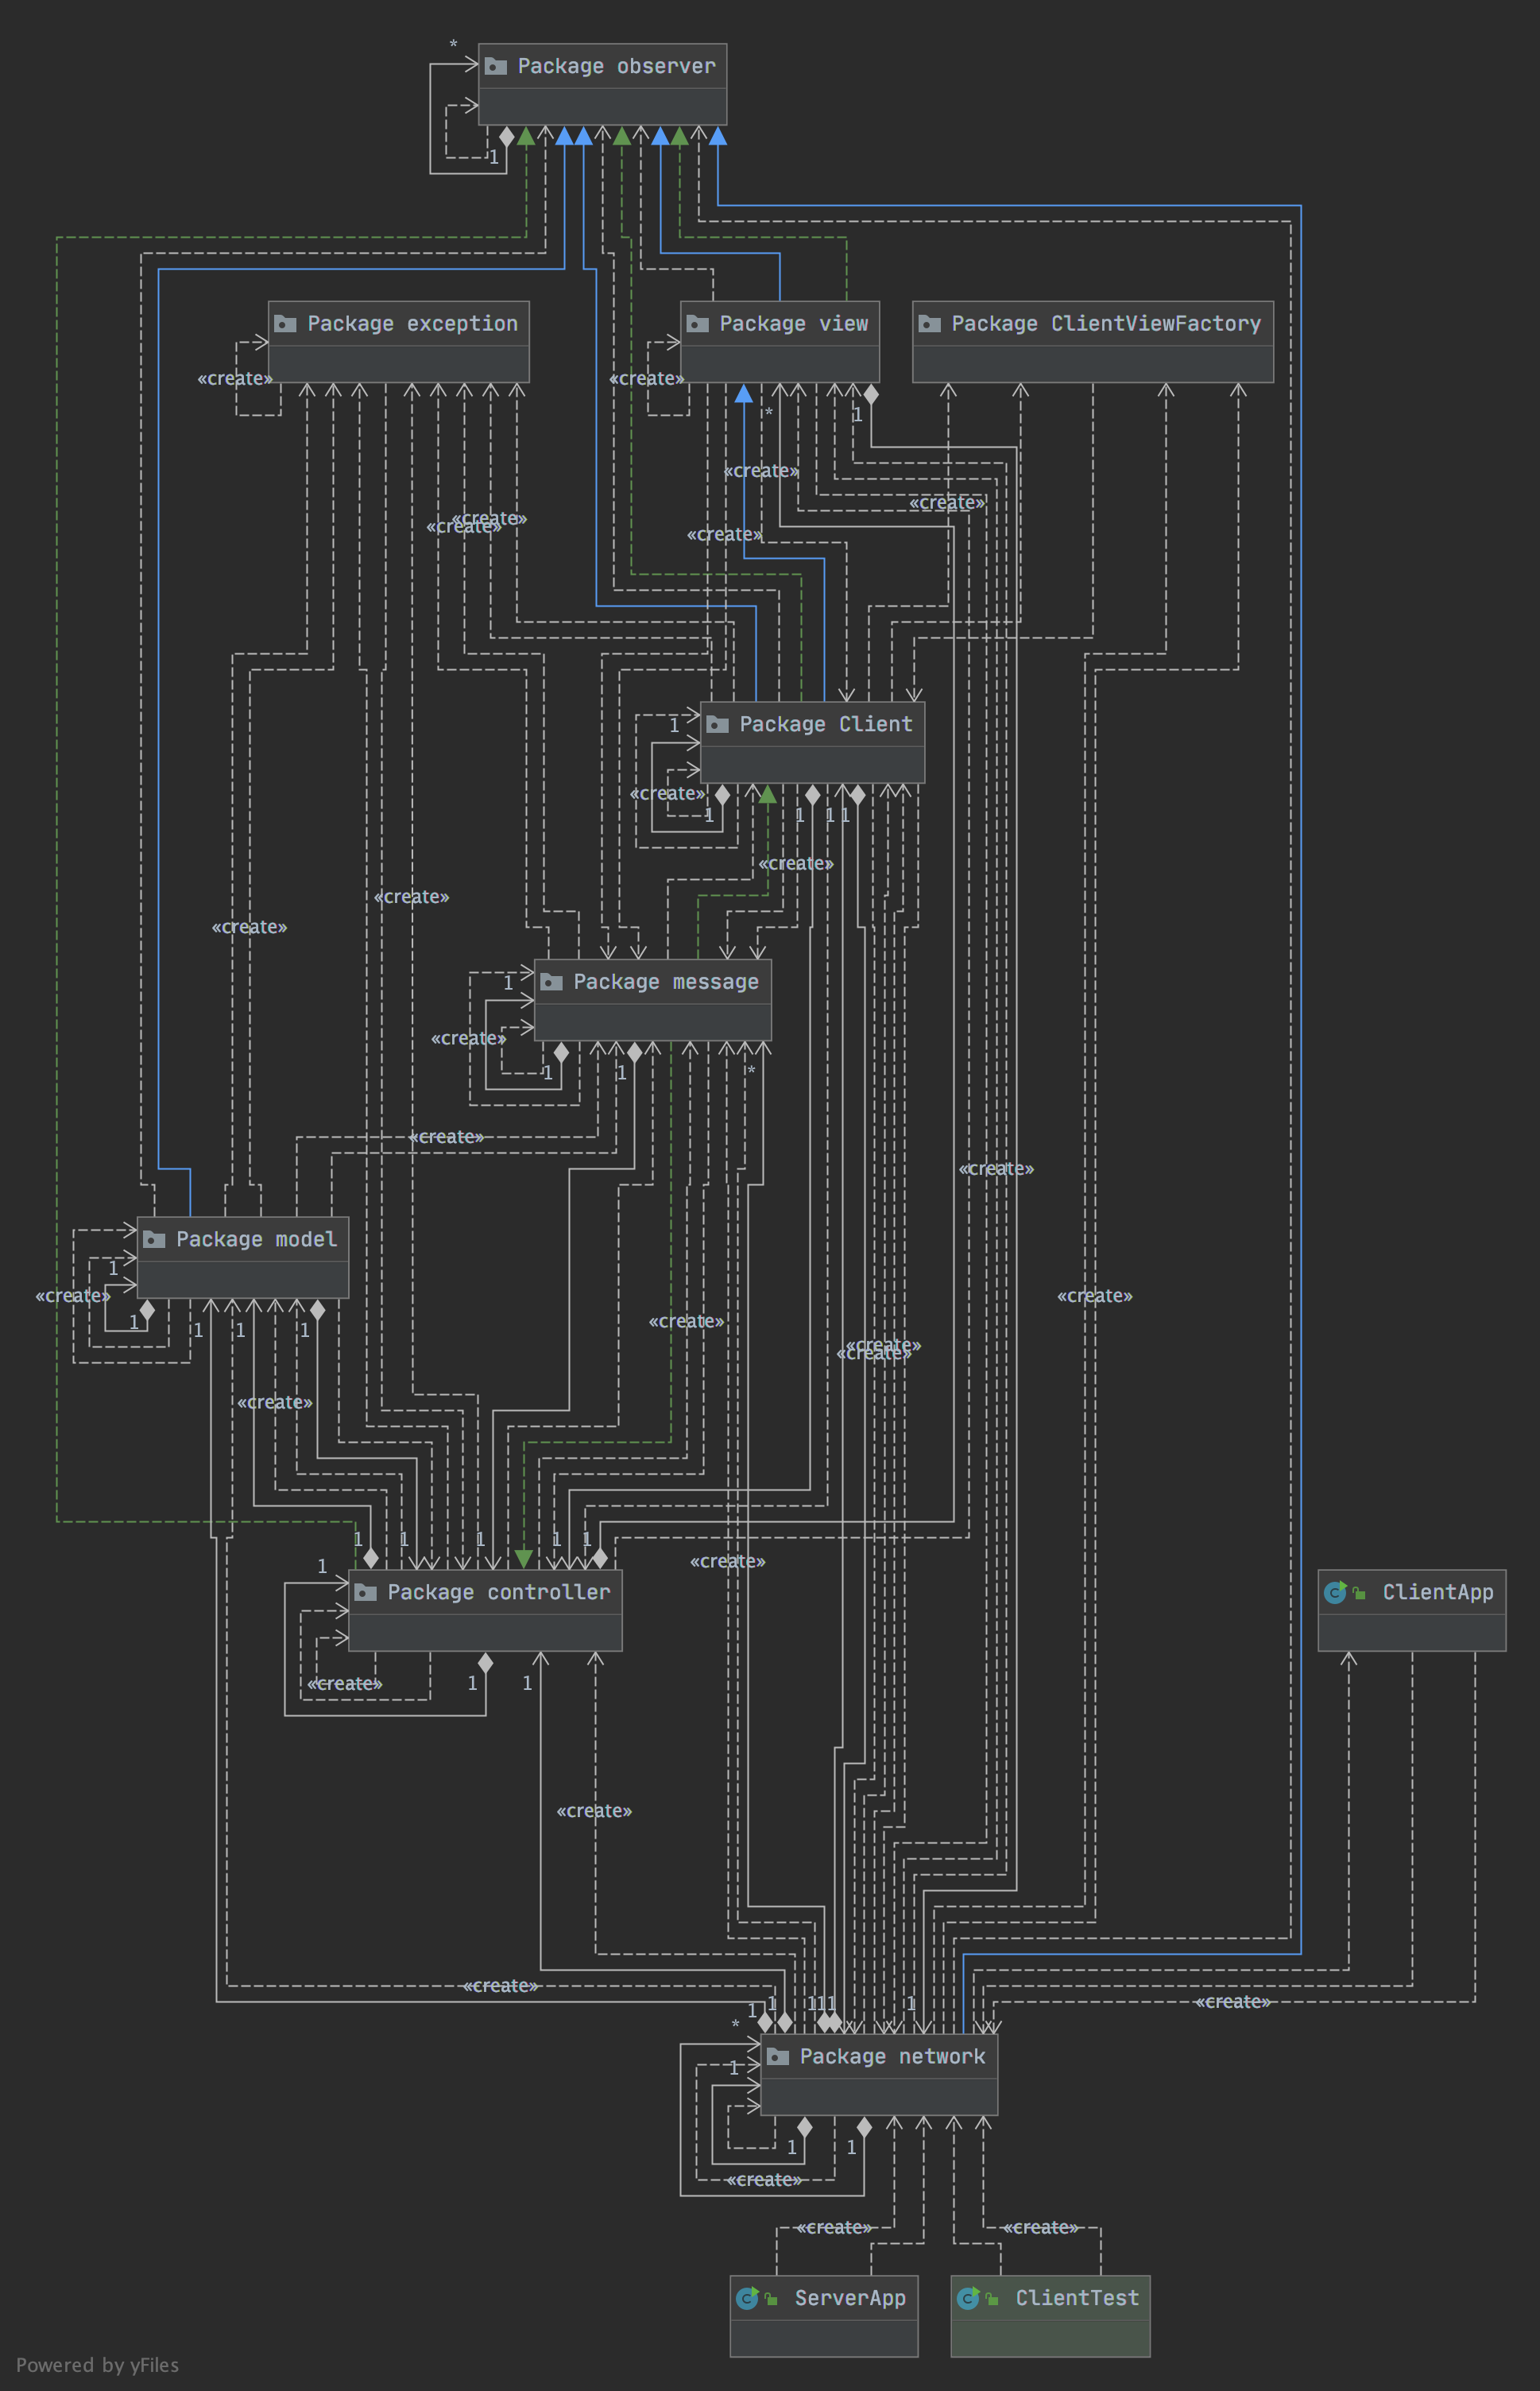 *
Package observer
1
Package exception
Package view
Package ClientViewFactory
«create»
«create»
*
1
«create»
«create»
«create»
«create»
«create»
Package Client
1
«create»
1
1
1
1
«create»
«create»
«create»
Package message
1
«create»
1
1
*
«create»
«create»
Package model
1
«create»
«create»
1
1
1
1
«create»
«create»
«create»
«create»
1
1
1
1
1
«create»
1
Package controller
ClientApp
«create»
1
1
«create»
«create»
«create»
1
1
1
1
1
1
*
Package network
1
1
1
«create»
«create»
«create»
ServerApp
ClientTest
Powered by yFiles